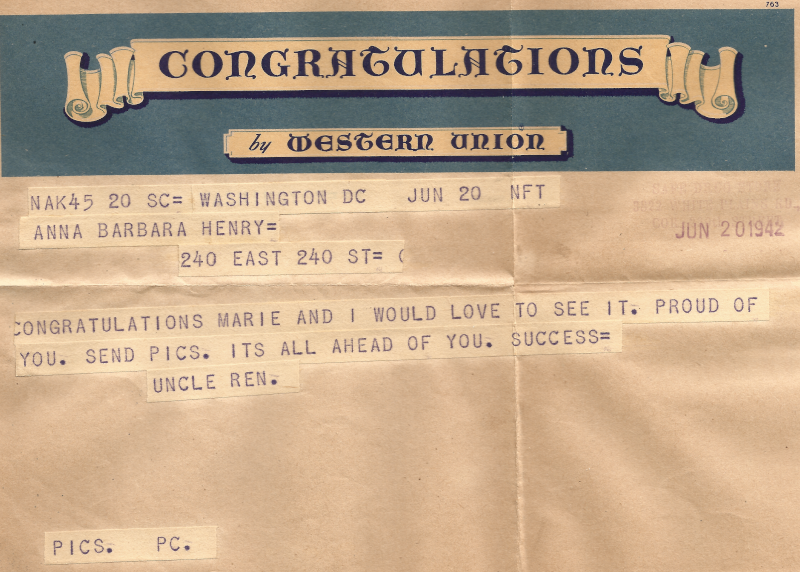 763
CONGRATULATIONS
by WESTERN UNION
NAK45 20 SC= WASHINGTON DC JUN 20 NFT
ANNA BARBARA HENRY=
JUN 20 1942
240 EAST 240 ST=
CONGRATULATIONS MARIE AND I WOULD LOVE TO SEE IT. PROUD OF
YOU. SEND PICS. ITS ALL AHEAD OF YOU. SUCCESS=
UNCLE REN.
PICS. PC.